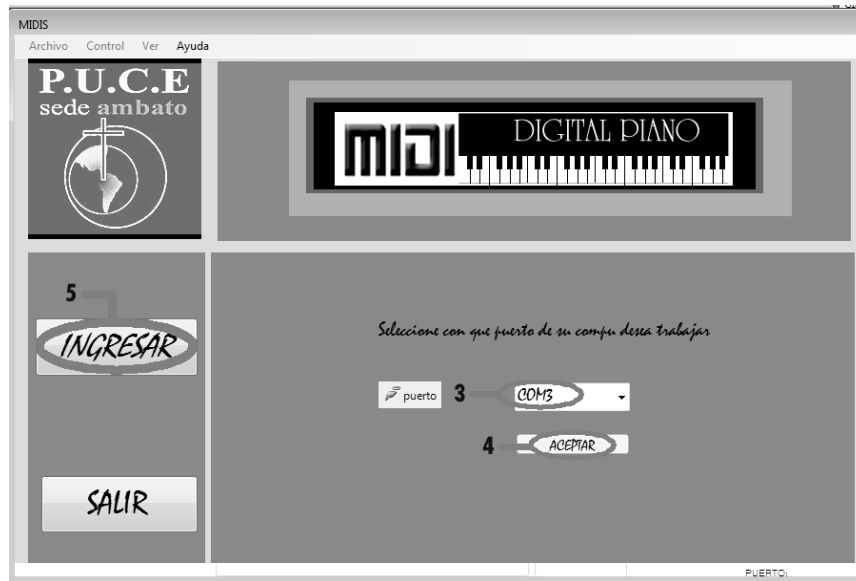 MIDIS
Archivo Control Ver Ayuda
P.U.C.E
sede ambato
MIDI DIGITAL PIANO
5
INGRESAR
Seleccione con que puerto de su compu desea trabajar
puerto 3 COM3
4 ACEPTAR
SALIR
PUERTO: